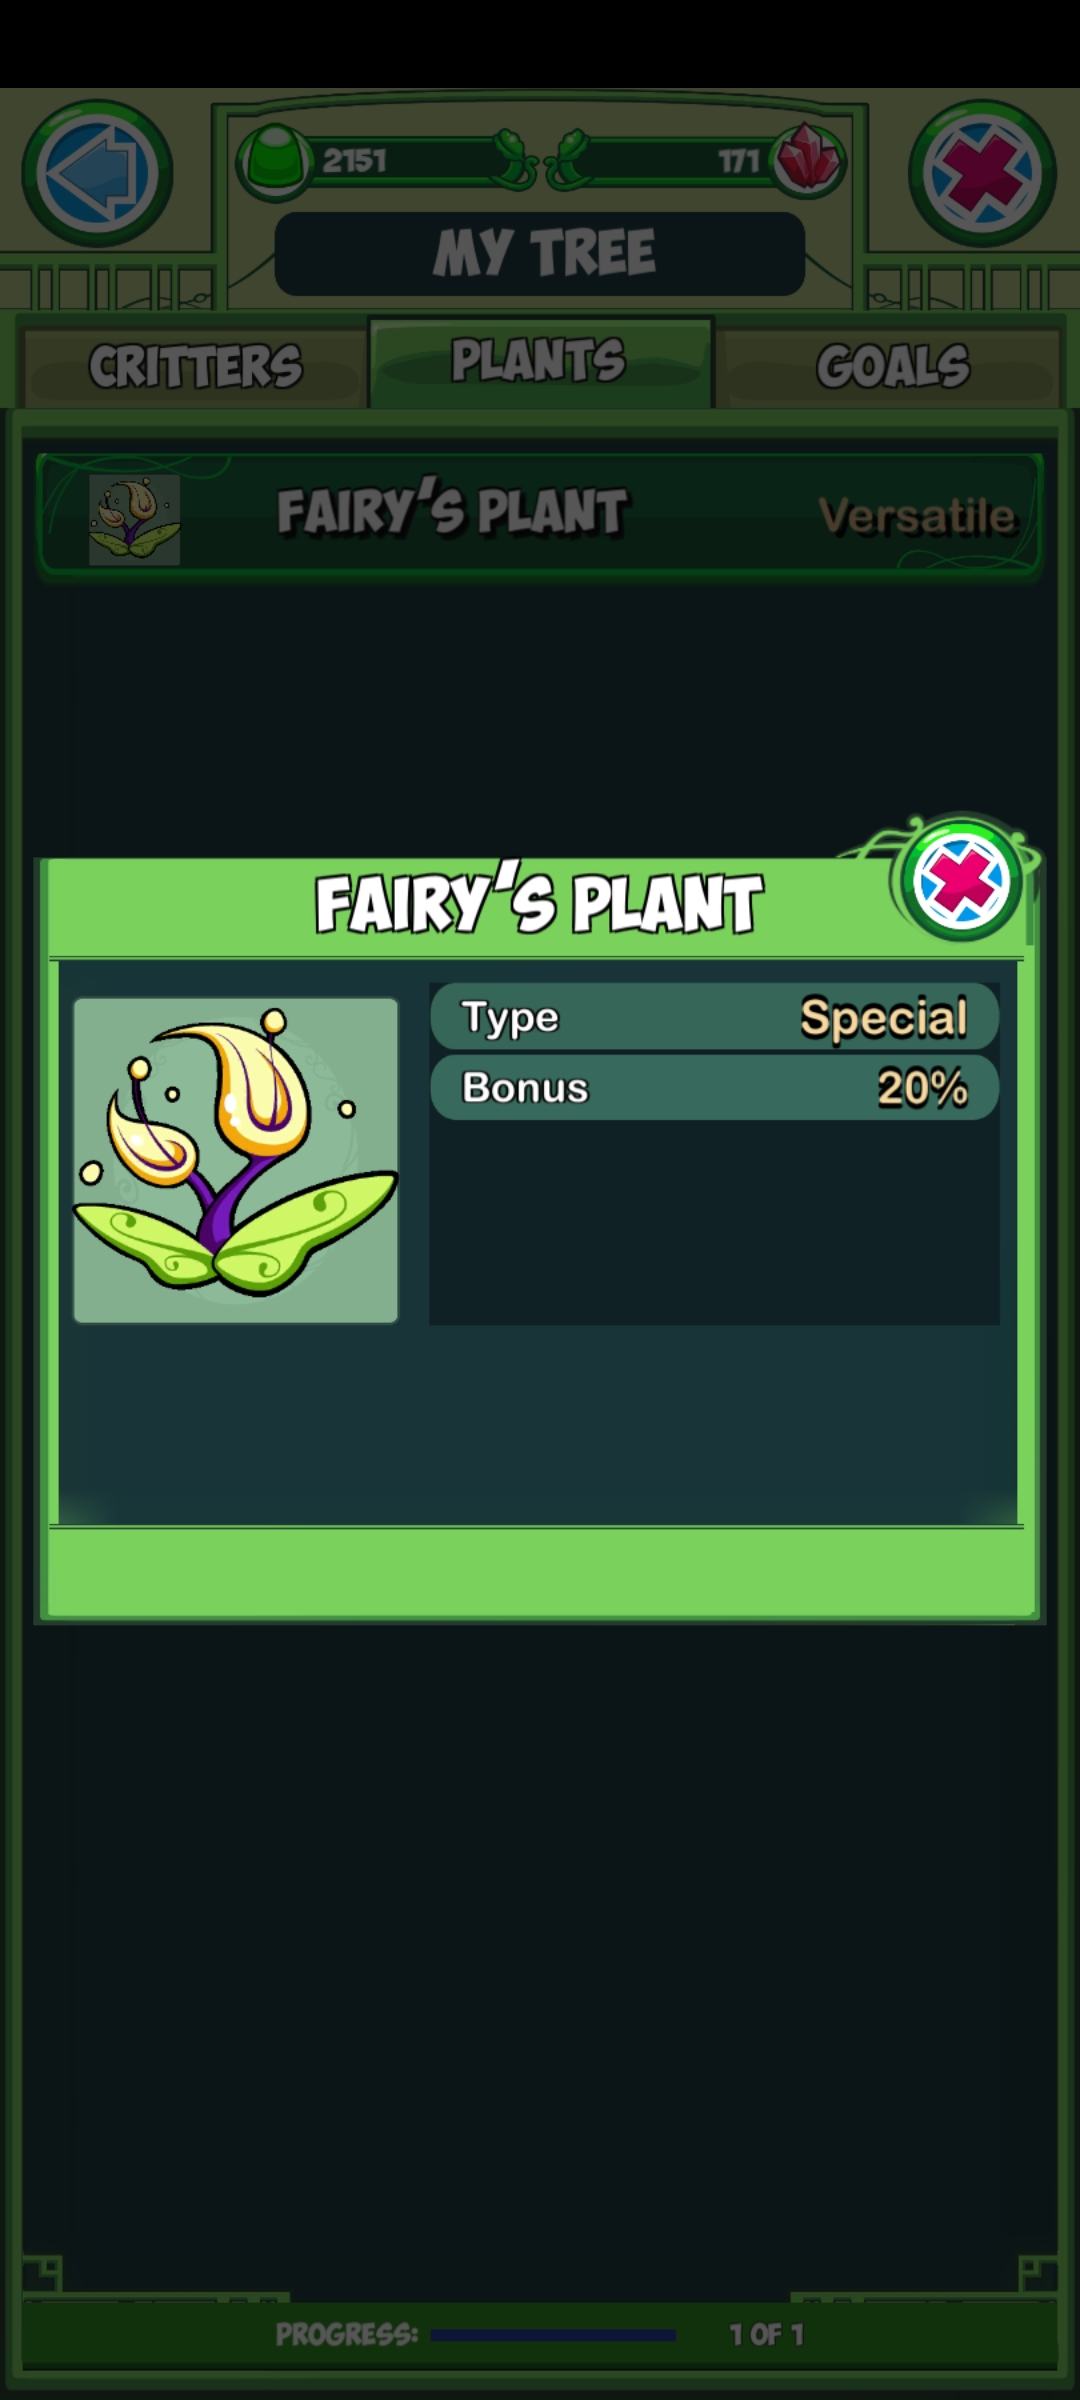 2151
171
MY TREE
CRITTERS
PLANTS
GOALS
FAIRY'S PLANT
Versatile
FAIRY'S PLANT
Type
Special
Bonus
20%
PROGRESS:
1 OF 1